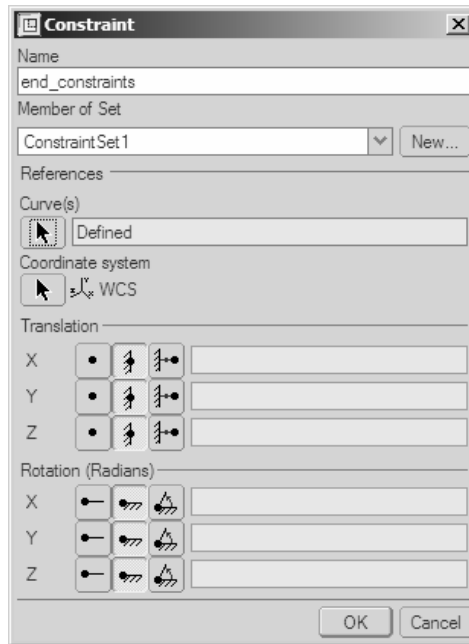 Constraint
Name
end_constraints
Member of Set
ConstraintSet1 New...
References
Curve(s)
Defined
Coordinate system
WCS
Translation
X
Y
Z
Rotation (Radians)
X
Y
Z
OK Cancel